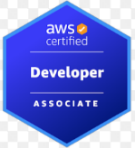 aws
certified
Developer
ASSOCIATE